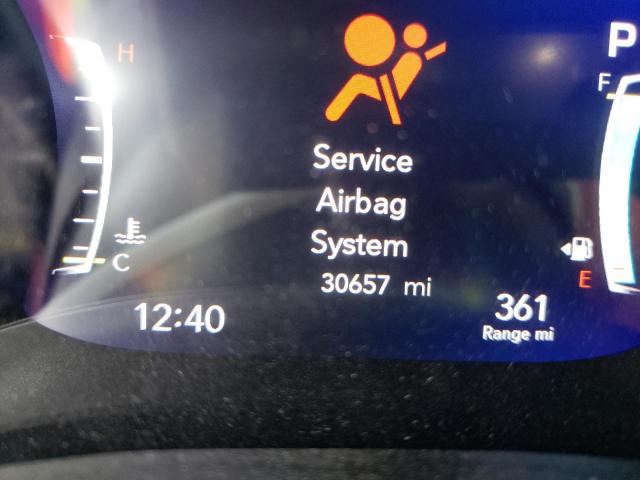 H
P
F
Service
Airbag
System
C
E
30657 mi
12:40
361
Range mi